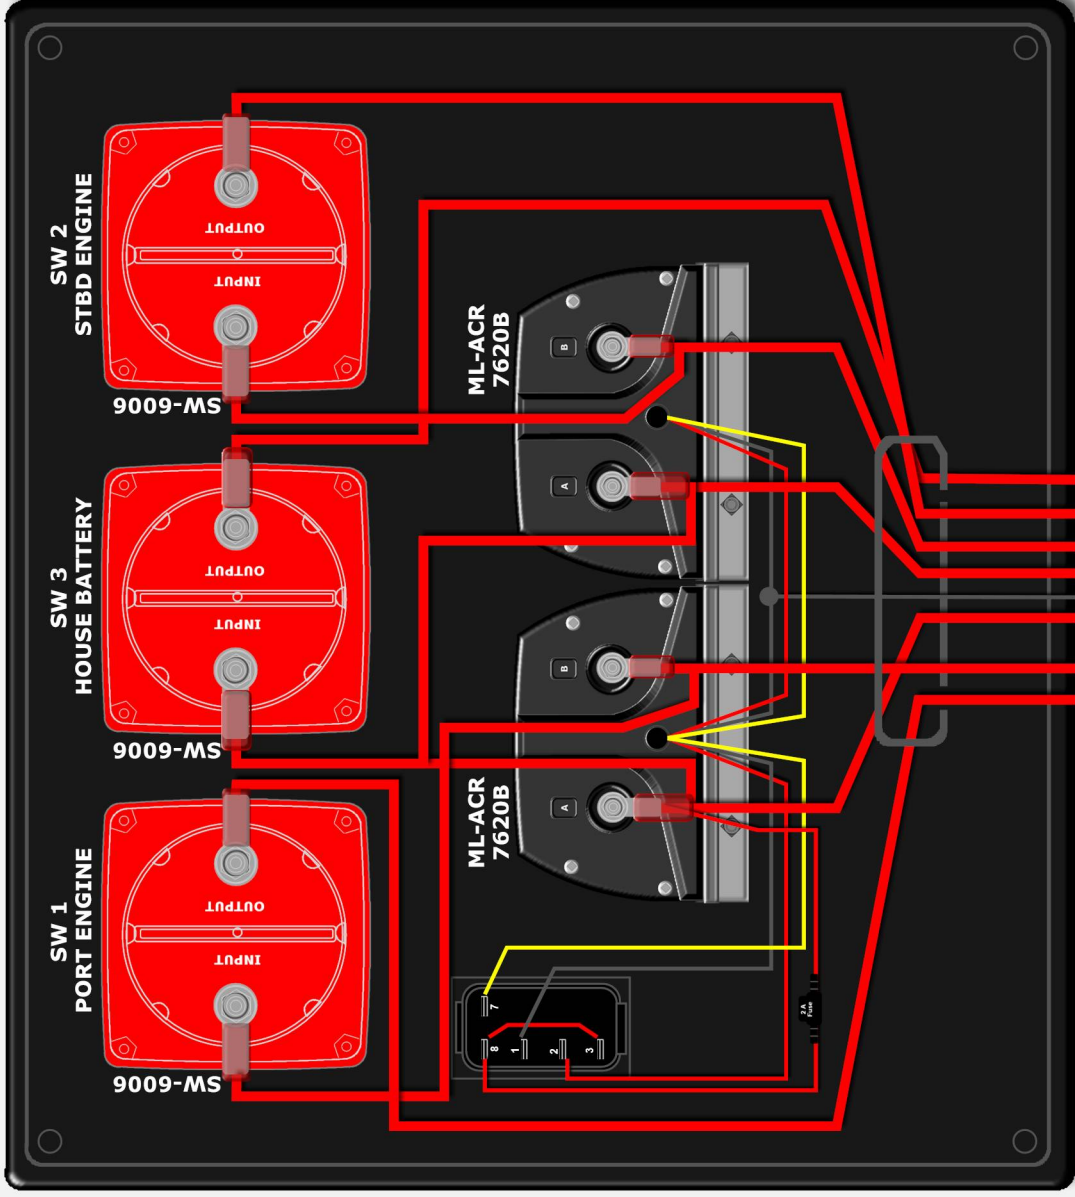 SW 2
STBD ENGINE
OUTPUT
INPUT
SW-6006
ML-ACR
7620B
B
A
SW 3
HOUSE BATTERY
OUTPUT
INPUT
SW-6006
ML-ACR
7620B
B
A
SW 1
PORT ENGINE
OUTPUT
INPUT
SW-6006
7
8
1
2
3
2 A
Fuse